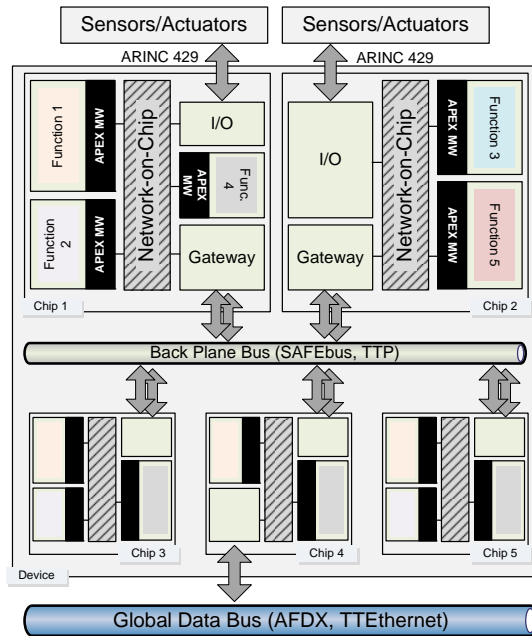 Sensors/Actuators
Sensors/Actuators
ARINC 429
ARINC 429
Function 1
APEX MW
Network-on-Chip
I/O
APEX
MW
Func.
4
Function
2
APEX MW
Gateway
Chip 1
I/O
Gateway
Network-on-Chip
APEX MW
Function 3
APEX MW
Function 5
Chip 2
Back Plane Bus (SAFEbus, TTP)
Chip 3
Chip 4
Chip 5
Device
Global Data Bus (AFDX, TTEthernet)